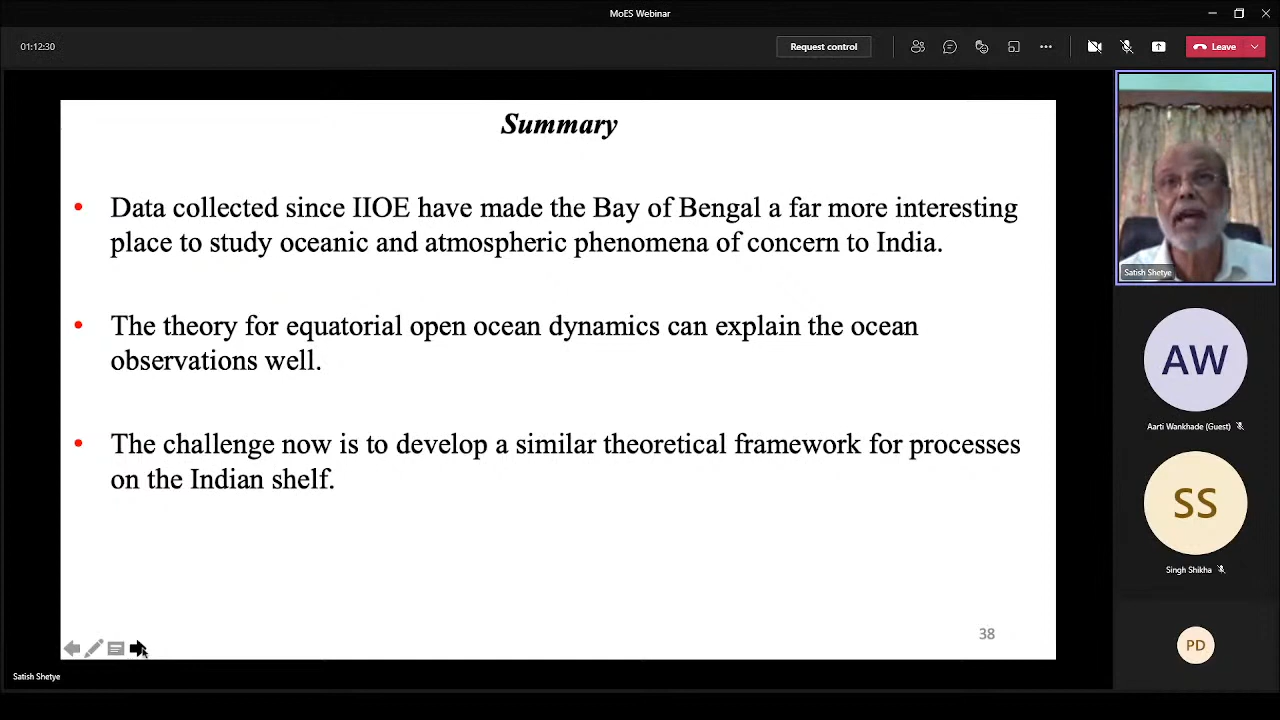 MoES Webinar
01:12:30
Request control
Leave
Summary
• Data collected since IIOE have made the Bay of Bengal a far more interesting
place to study oceanic and atmospheric phenomena of concern to India.
• The theory for equatorial open ocean dynamics can explain the ocean
observations well.
• The challenge now is to develop a similar theoretical framework for processes
on the Indian shelf.
38
Satish Shetye
Satish Shetye
AW
Aarti Wankhade (Guest)
SS
Singh Shikha
PD